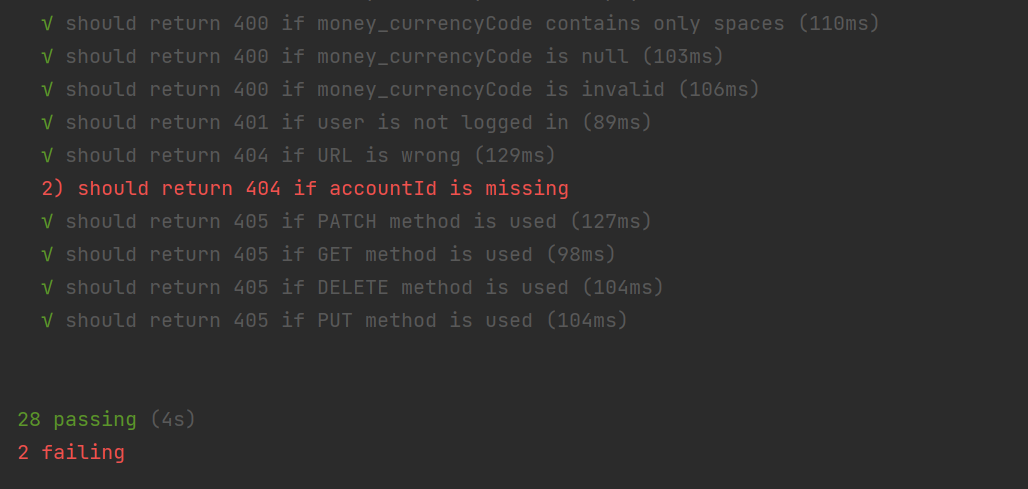 √ should return 400 if money_currencyCode contains only spaces (110ms)
√ should return 400 if money_currencyCode is null (103ms)
√ should return 400 if money_currencyCode is invalid (106ms)
√ should return 401 if user is not logged in (89ms)
√ should return 404 if URL is wrong (129ms)
2) should return 404 if accountId is missing
√ should return 405 if PATCH method is used (127ms)
√ should return 405 if GET method is used (98ms)
√ should return 405 if DELETE method is used (104ms)
√ should return 405 if PUT method is used (104ms)
28 passing (4s)
2 failing